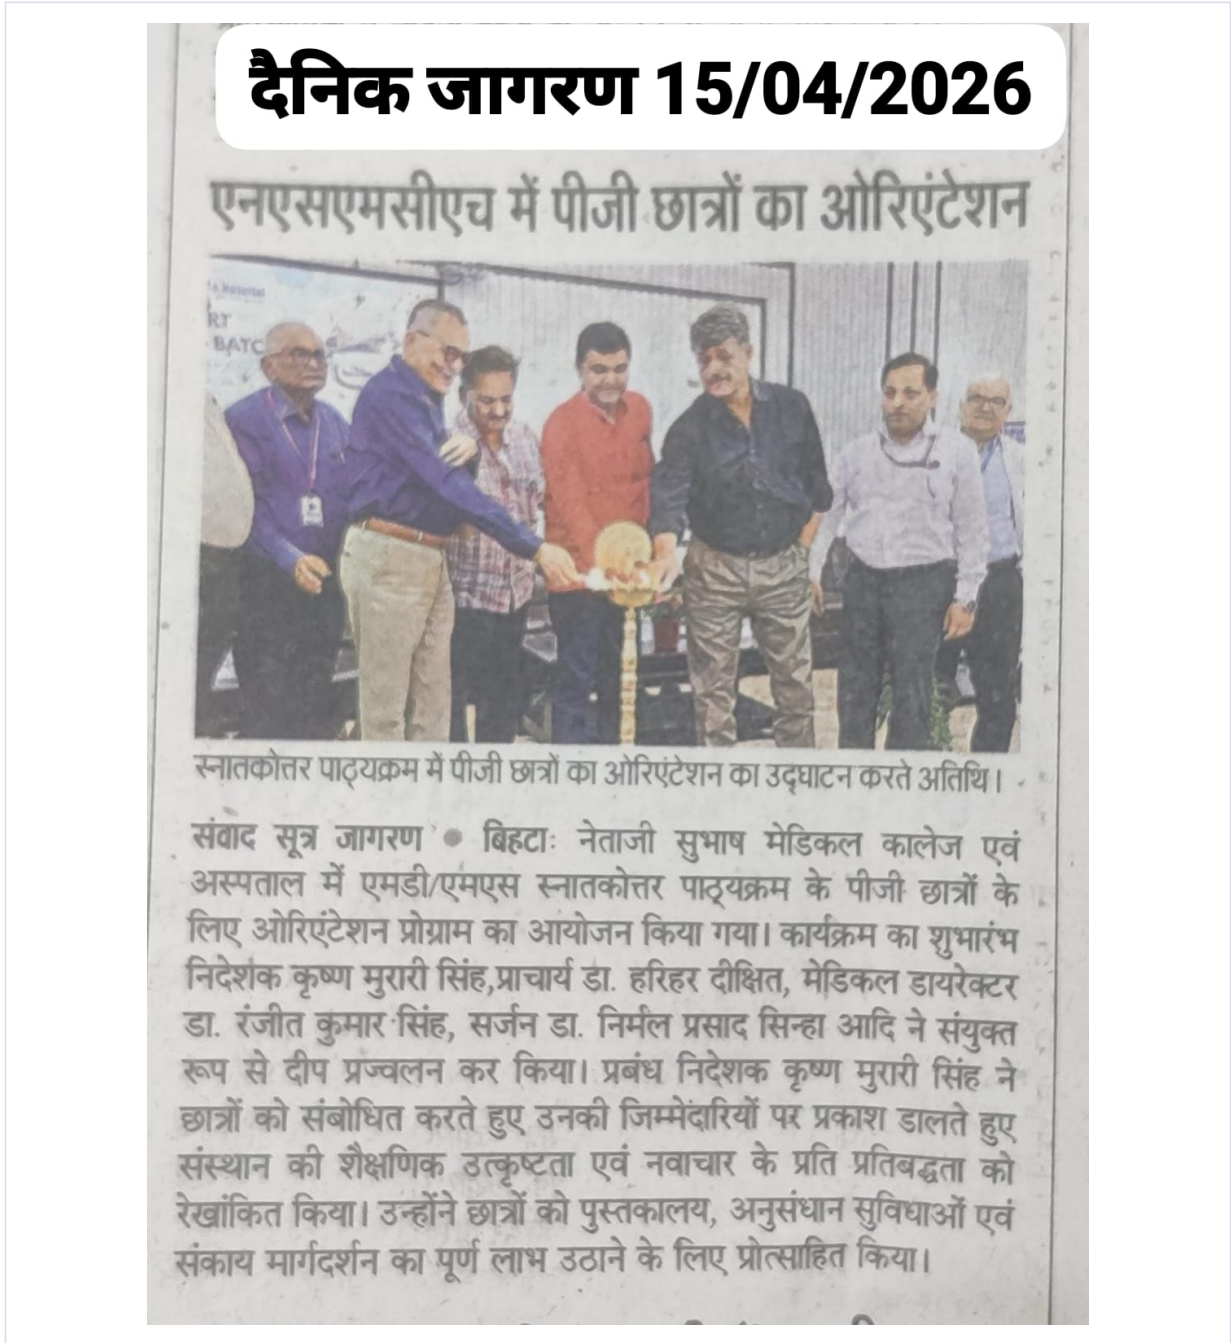 दैनिक जागरण 15/04/2026
एनएसएमसीएच में पीजी छात्रों का ओरिएंटेशन
RT
BATC
स्नातकोत्तर पाठ्यक्रम में पीजी छात्रों का ओरिएंटेशन का उद्घाटन करते अतिथि।
संवाद सूत्र जागरण ● बिहटाः नेताजी सुभाष मेडिकल कालेज एवं
अस्पताल में एमडी/एमएस स्नातकोत्तर पाठ्यक्रम के पीजी छात्रों के
लिए ओरिएंटेशन प्रोग्राम का आयोजन किया गया। कार्यक्रम का शुभारंभ
निदेशक कृष्ण मुरारी सिंह,प्राचार्य डा. हरिहर दीक्षित, मेडिकल डायरेक्टर
डा. रंजीत कुमार सिंह, सर्जन डा. निर्मल प्रसाद सिन्हा आदि ने संयुक्त
रूप से दीप प्रज्वलन कर किया। प्रबंध निदेशक कृष्ण मुरारी सिंह ने
छात्रों को संबोधित करते हुए उनकी जिम्मेदारियों पर प्रकाश डालते हुए
संस्थान की शैक्षणिक उत्कृष्टता एवं नवाचार के प्रति प्रतिबद्धता को
रेखांकित किया। उन्होंने छात्रों को पुस्तकालय, अनुसंधान सुविधाओं एवं
संकाय मार्गदर्शन का पूर्ण लाभ उठाने के लिए प्रोत्साहित किया।